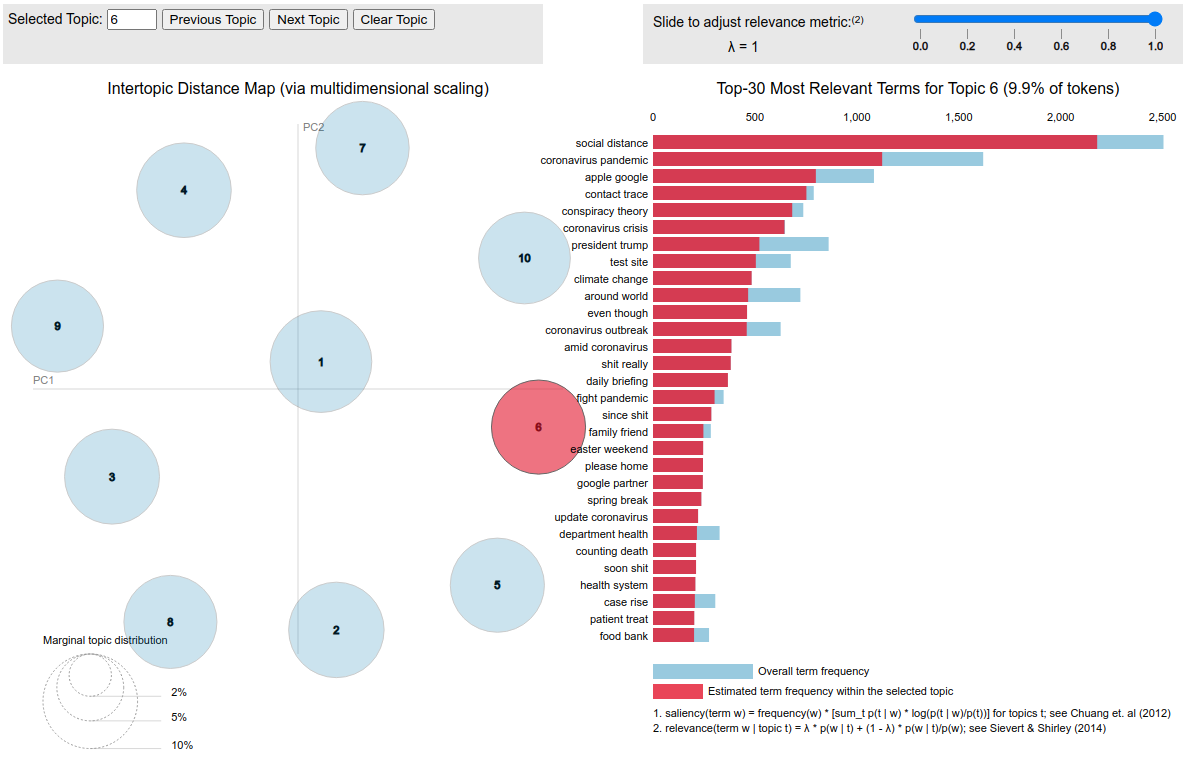 Selected Topic: 6 Previous Topic Next Topic Clear Topic
Slide to adjust relevance metric:(2)
λ = 1
0.0 0.2 0.4 0.6 0.8 1.0
Intertopic Distance Map (via multidimensional scaling)
PC2
PC1
7
4
10
9
1
6
3
5
8
2
Marginal topic distribution
2%
5%
10%
Top-30 Most Relevant Terms for Topic 6 (9.9% of tokens)
0 500 1,000 1,500 2,000 2,500
social distance
coronavirus pandemic
apple google
contact trace
conspiracy theory
coronavirus crisis
president trump
test site
climate change
around world
even though
coronavirus outbreak
amid coronavirus
shit really
daily briefing
fight pandemic
since shit
family friend
easter weekend
please home
google partner
spring break
update coronavirus
department health
counting death
soon shit
health system
case rise
patient treat
food bank
Overall term frequency
Estimated term frequency within the selected topic
1. saliency(term w) = frequency(w) * [sum_t p(t | w) * log(p(t | w)/p(t))] for topics t; see Chuang et. al (2012)
2. relevance(term w | topic t) = λ * p(w | t) + (1 - λ) * p(w | t)/p(w); see Sievert & Shirley (2014)